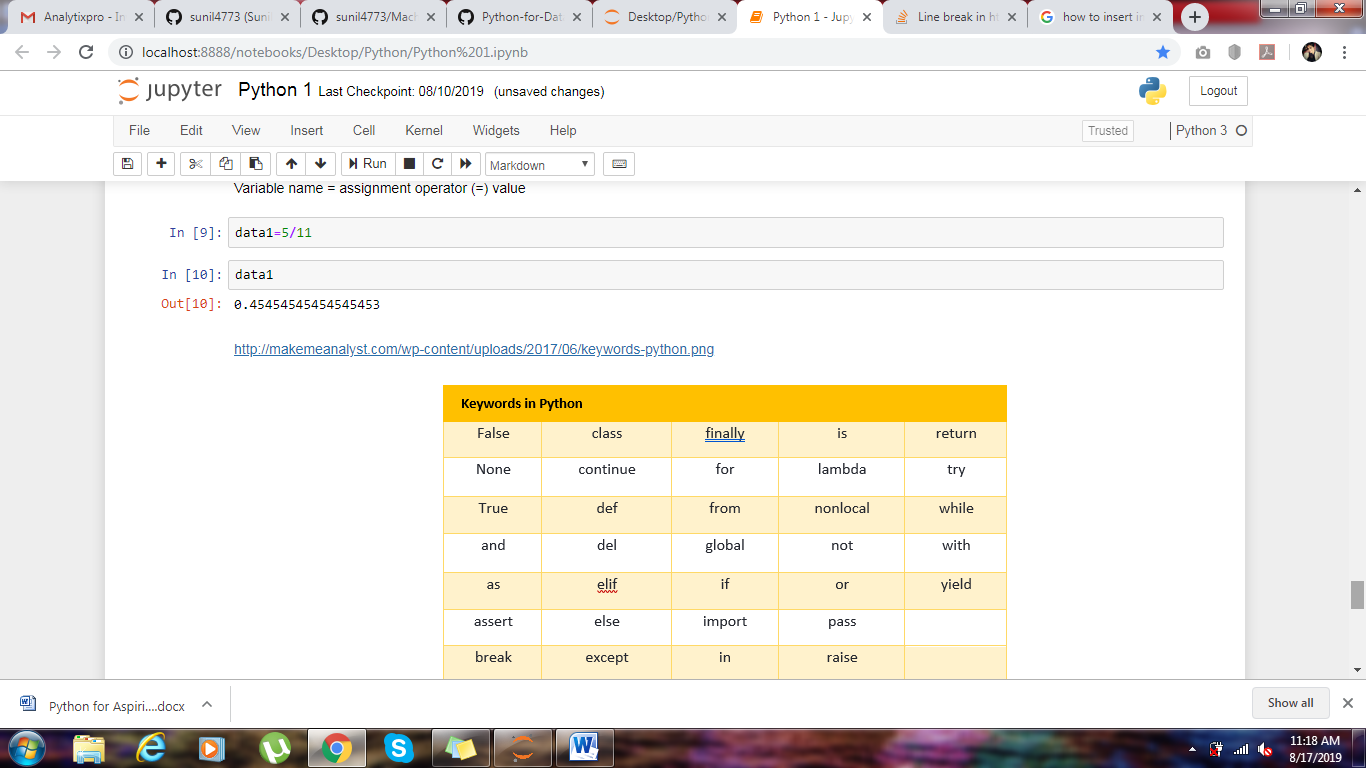 Analytixpro - In
sunil4773 (Suni
sunil4773/Mach
Python-for-Dat
Desktop/Pytho
Python 1 - Jupy
Line break in ht
how to insert in
localhost:8888/notebooks/Desktop/Python/Python%201.ipynb
jupyter Python 1 Last Checkpoint: 08/10/2019 (unsaved changes)
Logout
File Edit View Insert Cell Kernel Widgets Help
Trusted
Python 3
Run
Markdown
Variable name = assignment operator (=) value
In [9]: data1=5/11
In [10]: data1
Out[10]: 0.45454545454545453
http://makemeanalyst.com/wp-content/uploads/2017/06/keywords-python.png
Keywords in Python
False class finally is return
None continue for lambda try
True def from nonlocal while
and del global not with
as elif if or yield
assert else import pass
break except in raise
Python for Aspiri....docx
Show all
11:18 AM
8/17/2019